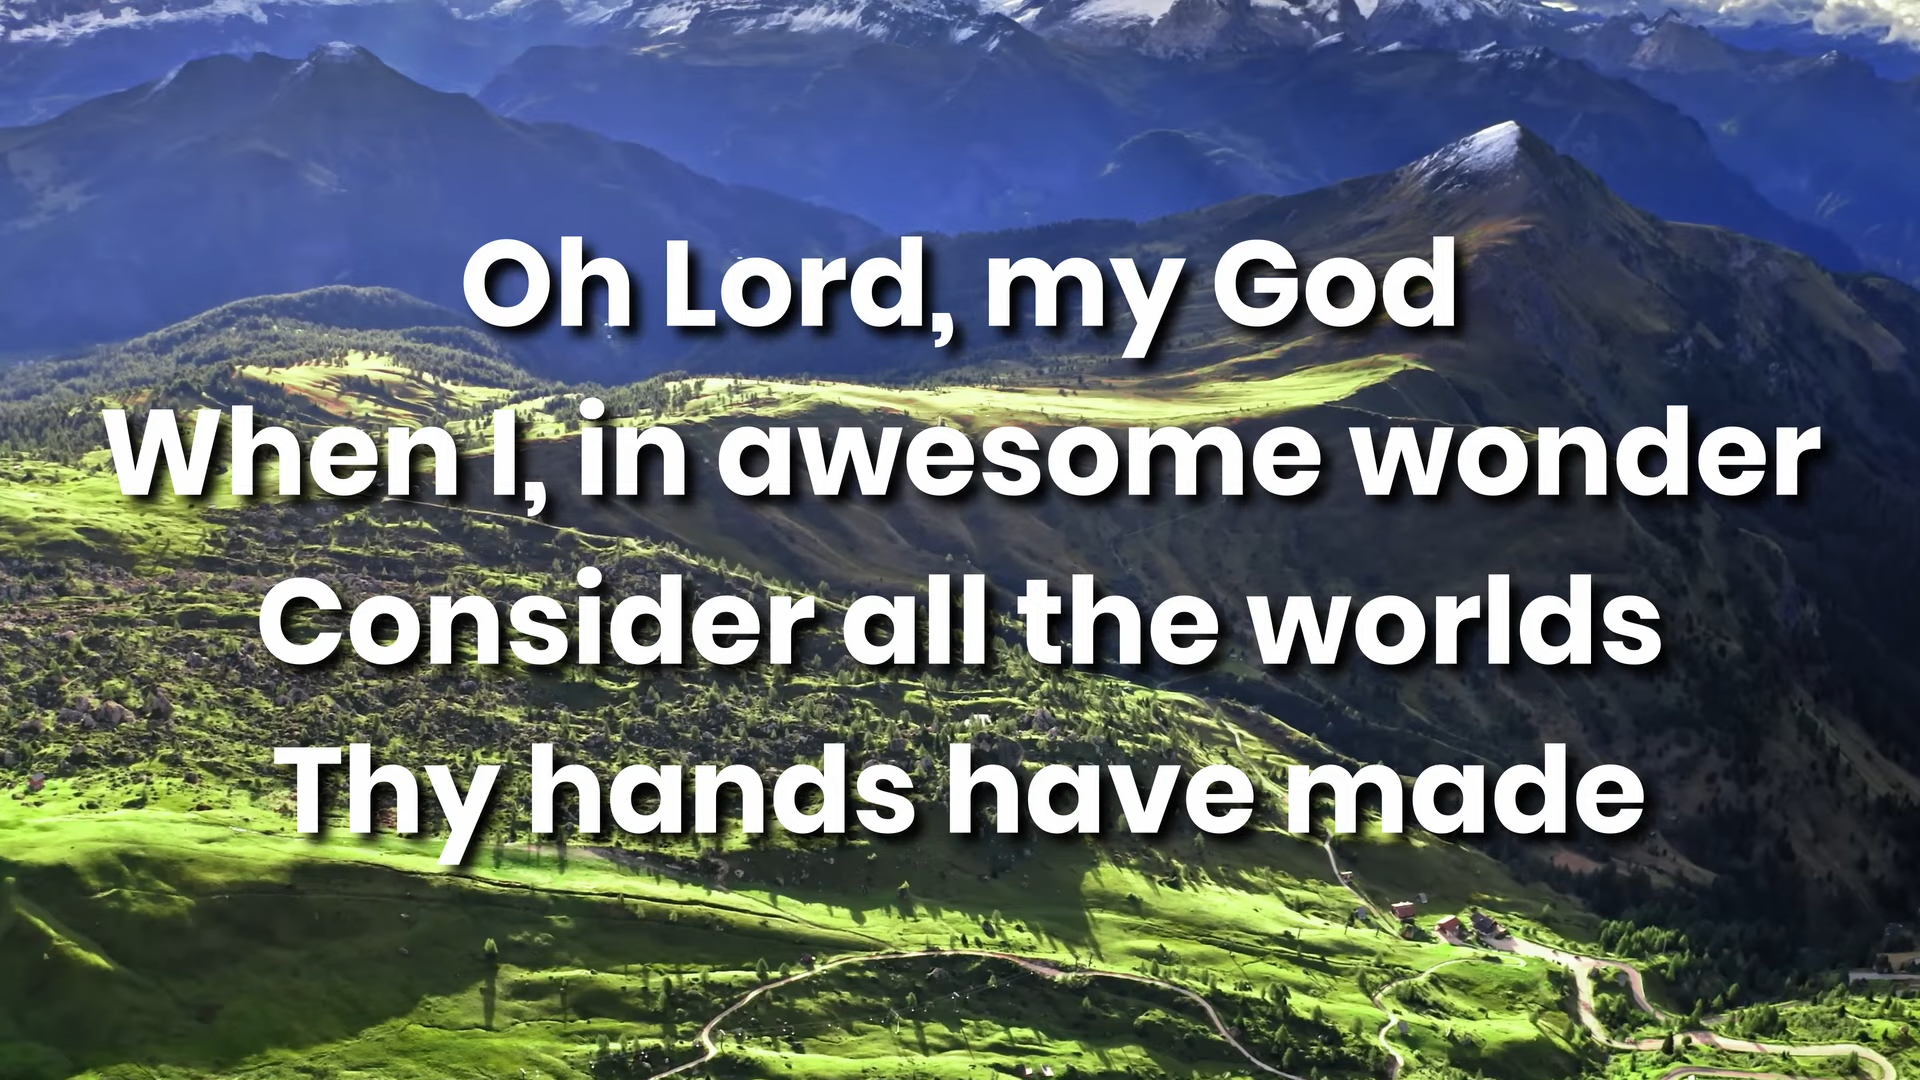 Oh Lord, my God
When I, in awesome wonder
Consider all the worlds
Thy hands have made